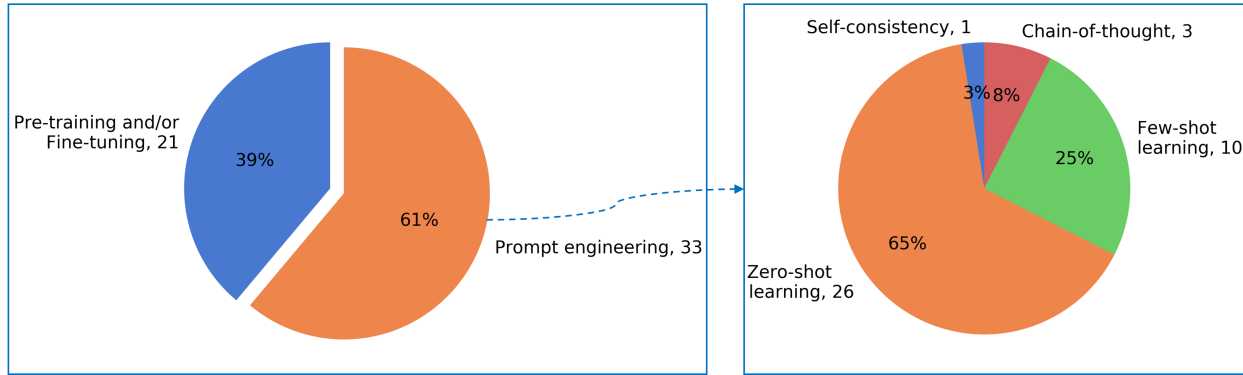 Pre-training and/or
Fine-tuning, 21
39%
61%
Prompt engineering, 33
Self-consistency, 1
Chain-of-thought, 3
3%
8%
Few-shot
learning, 10
25%
65%
Zero-shot
learning, 26